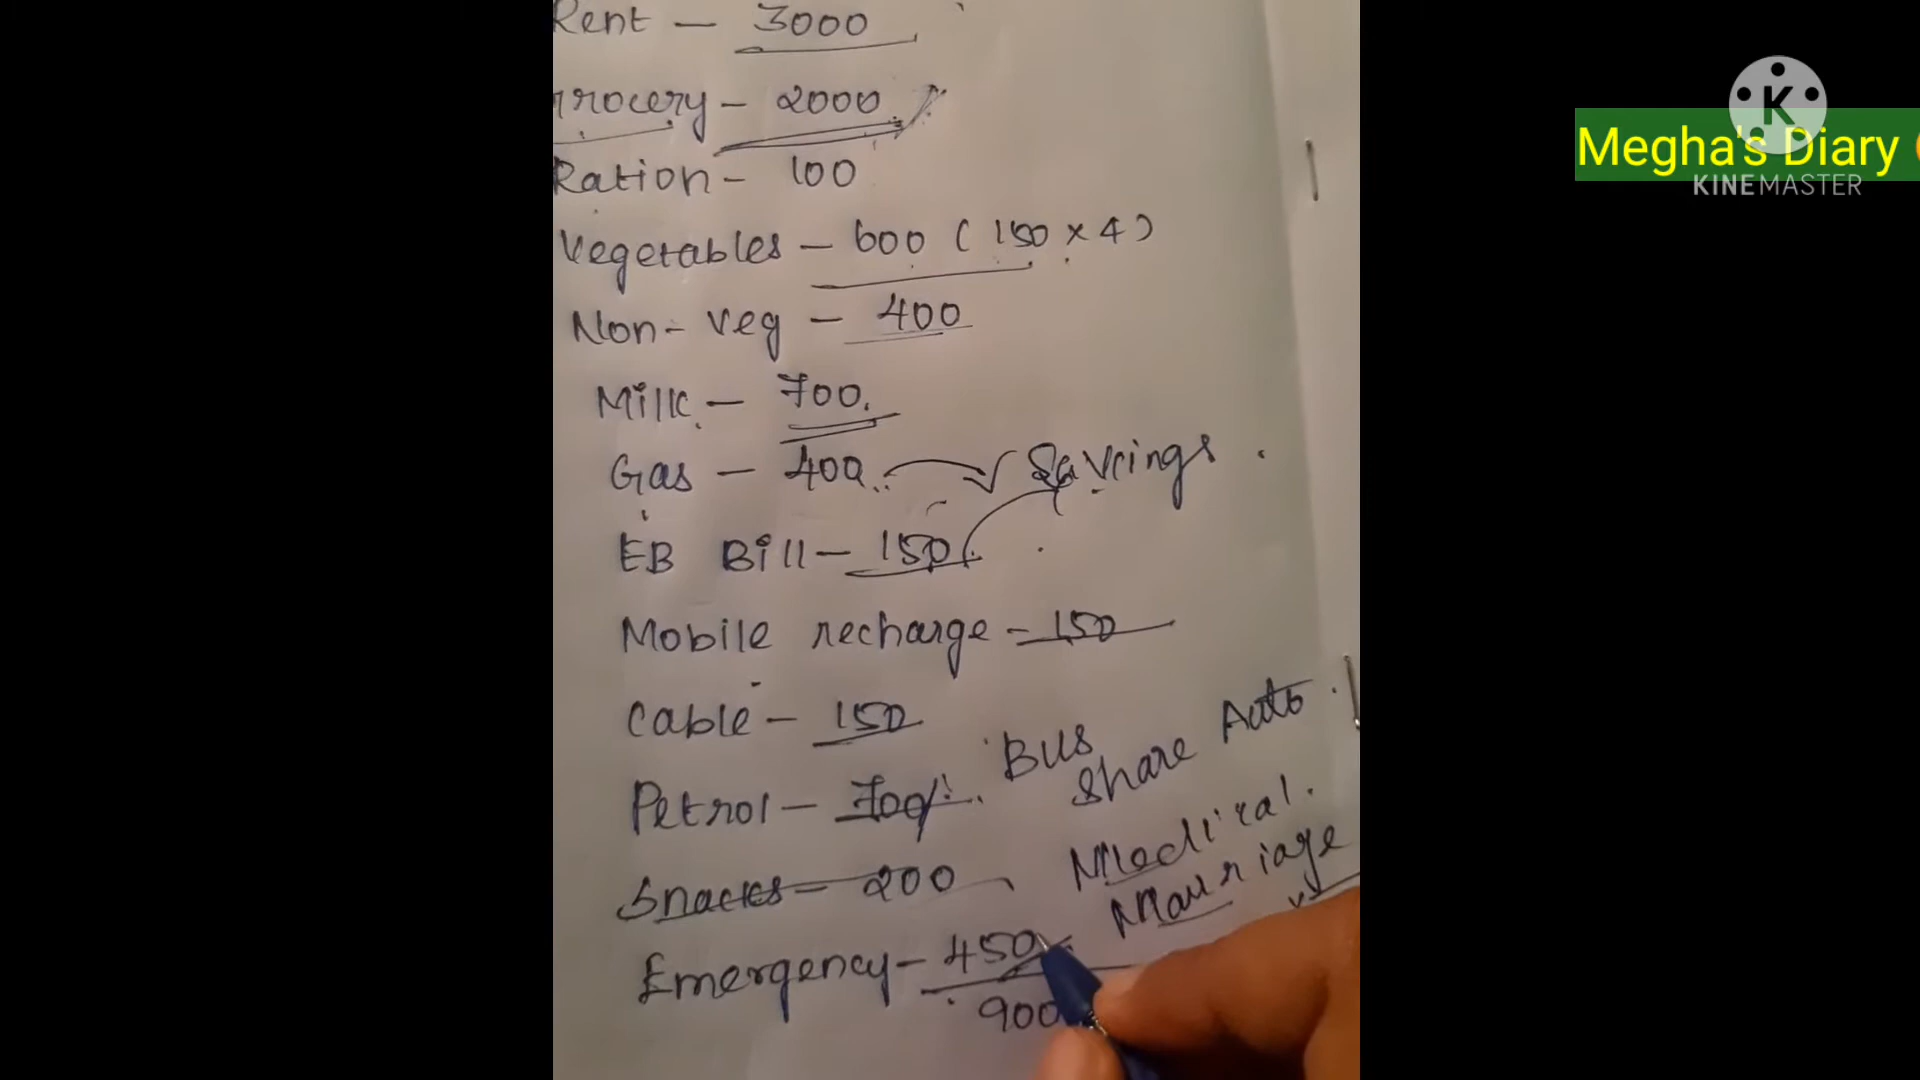 Rent - 3000
Grocery - 2000
Ration - 100
Vegetables - 600 (150 x 4)
Non-veg - 400
Milk - 700.
Gas - 400 Savings.
EB Bill - 150
Mobile recharge - 150
Cable - 150
Petrol - 700/- Bus
Share Auto
Snacks - 200 Medical.
Marriage
Emergency - 450
900
Megha's Diary
K
KINEMASTER